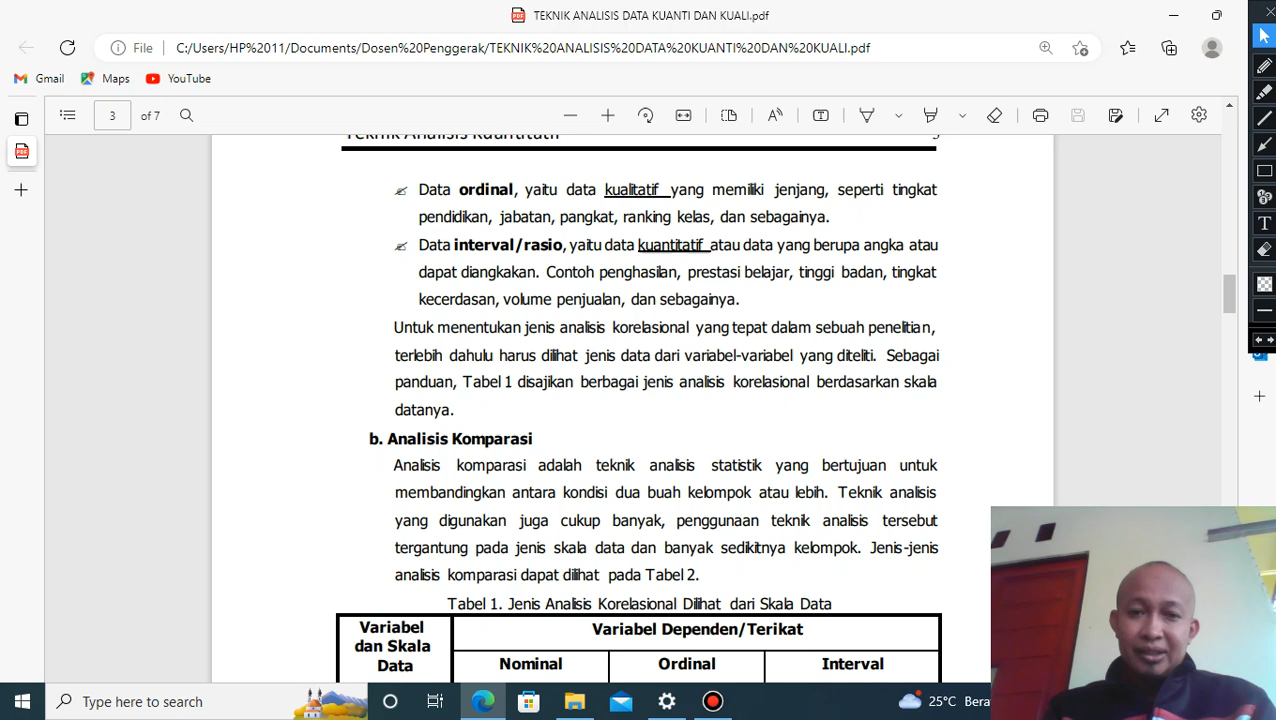 TEKNIK ANALISIS DATA KUANTI DAN KUALI.pdf
File C:/Users/HP%2011/Documents/Dosen%20Penggerak/TEKNIK%20ANALISIS%20DATA%20KUANTI%20DAN%20KUALI.pdf
Gmail Maps YouTube
3 of 7
Teknik Analisis Kuantitatif 3
Data ordinal, yaitu data kualitatif yang memiliki jenjang, seperti tingkat
pendidikan, jabatan, pangkat, ranking kelas, dan sebagainya.
Data interval/rasio, yaitu data kuantitatif atau data yang berupa angka atau
dapat diangkakan. Contoh penghasilan, prestasi belajar, tinggi badan, tingkat
kecerdasan, volume penjualan, dan sebagainya.
Untuk menentukan jenis analisis korelasional yang tepat dalam sebuah penelitian,
terlebih dahulu harus dilihat jenis data dari variabel-variabel yang diteliti. Sebagai
panduan, Tabel 1 disajikan berbagai jenis analisis korelasional berdasarkan skala
datanya.
b. Analisis Komparasi
Analisis komparasi adalah teknik analisis statistik yang bertujuan untuk
membandingkan antara kondisi dua buah kelompok atau lebih. Teknik analisis
yang digunakan juga cukup banyak, penggunaan teknik analisis tersebut
tergantung pada jenis skala data dan banyak sedikitnya kelompok. Jenis-jenis
analisis komparasi dapat dilihat pada Tabel 2.
Tabel 1. Jenis Analisis Korelasional Dilihat dari Skala Data
Variabel
dan Skala
Data
Variabel Dependen/Terikat
Nominal Ordinal Interval
Type here to search
25°C Bera